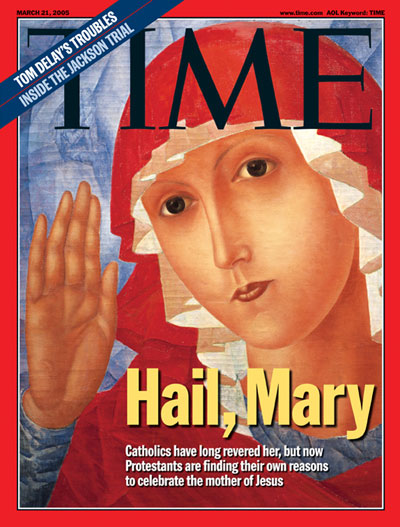 MARCH 21, 2005
www.time.com AOL Keyword: TIME
TOM DELAY'S TROUBLES
INSIDE THE JACKSON TRIAL
TIME
Hail, Mary
Catholics have long revered her, but now
Protestants are finding their own reasons
to celebrate the mother of Jesus